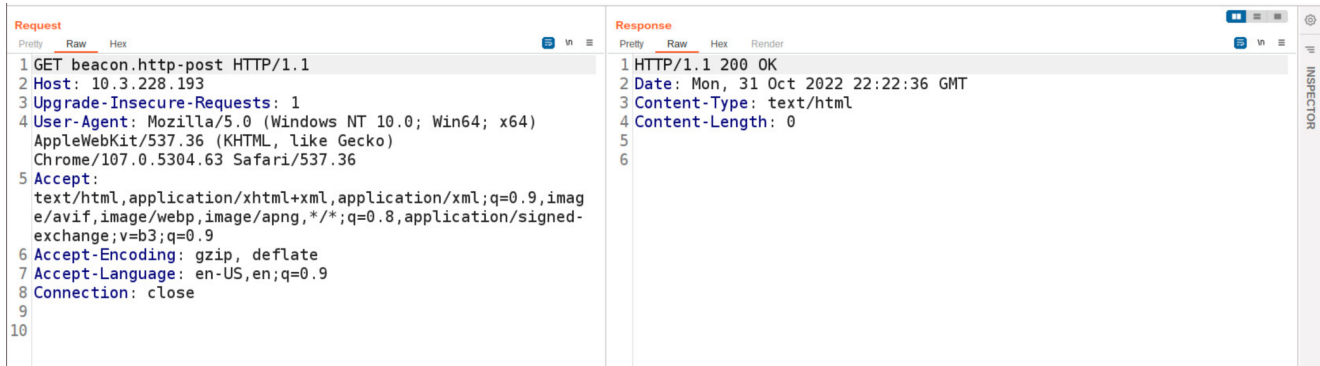 Request
Pretty Raw Hex \n
1 GET beacon.http-post HTTP/1.1
2 Host: 10.3.228.193
3 Upgrade-Insecure-Requests: 1
4 User-Agent: Mozilla/5.0 (Windows NT 10.0; Win64; x64)
AppleWebKit/537.36 (KHTML, like Gecko)
Chrome/107.0.5304.63 Safari/537.36
5 Accept:
text/html,application/xhtml+xml,application/xml;q=0.9,imag
e/avif,image/webp,image/apng,*/*;q=0.8,application/signed-
exchange;v=b3;q=0.9
6 Accept-Encoding: gzip, deflate
7 Accept-Language: en-US,en;q=0.9
8 Connection: close
9
10
Response
Pretty Raw Hex Render \n
1 HTTP/1.1 200 OK
2 Date: Mon, 31 Oct 2022 22:22:36 GMT
3 Content-Type: text/html
4 Content-Length: 0
5
6
INSPECTOR